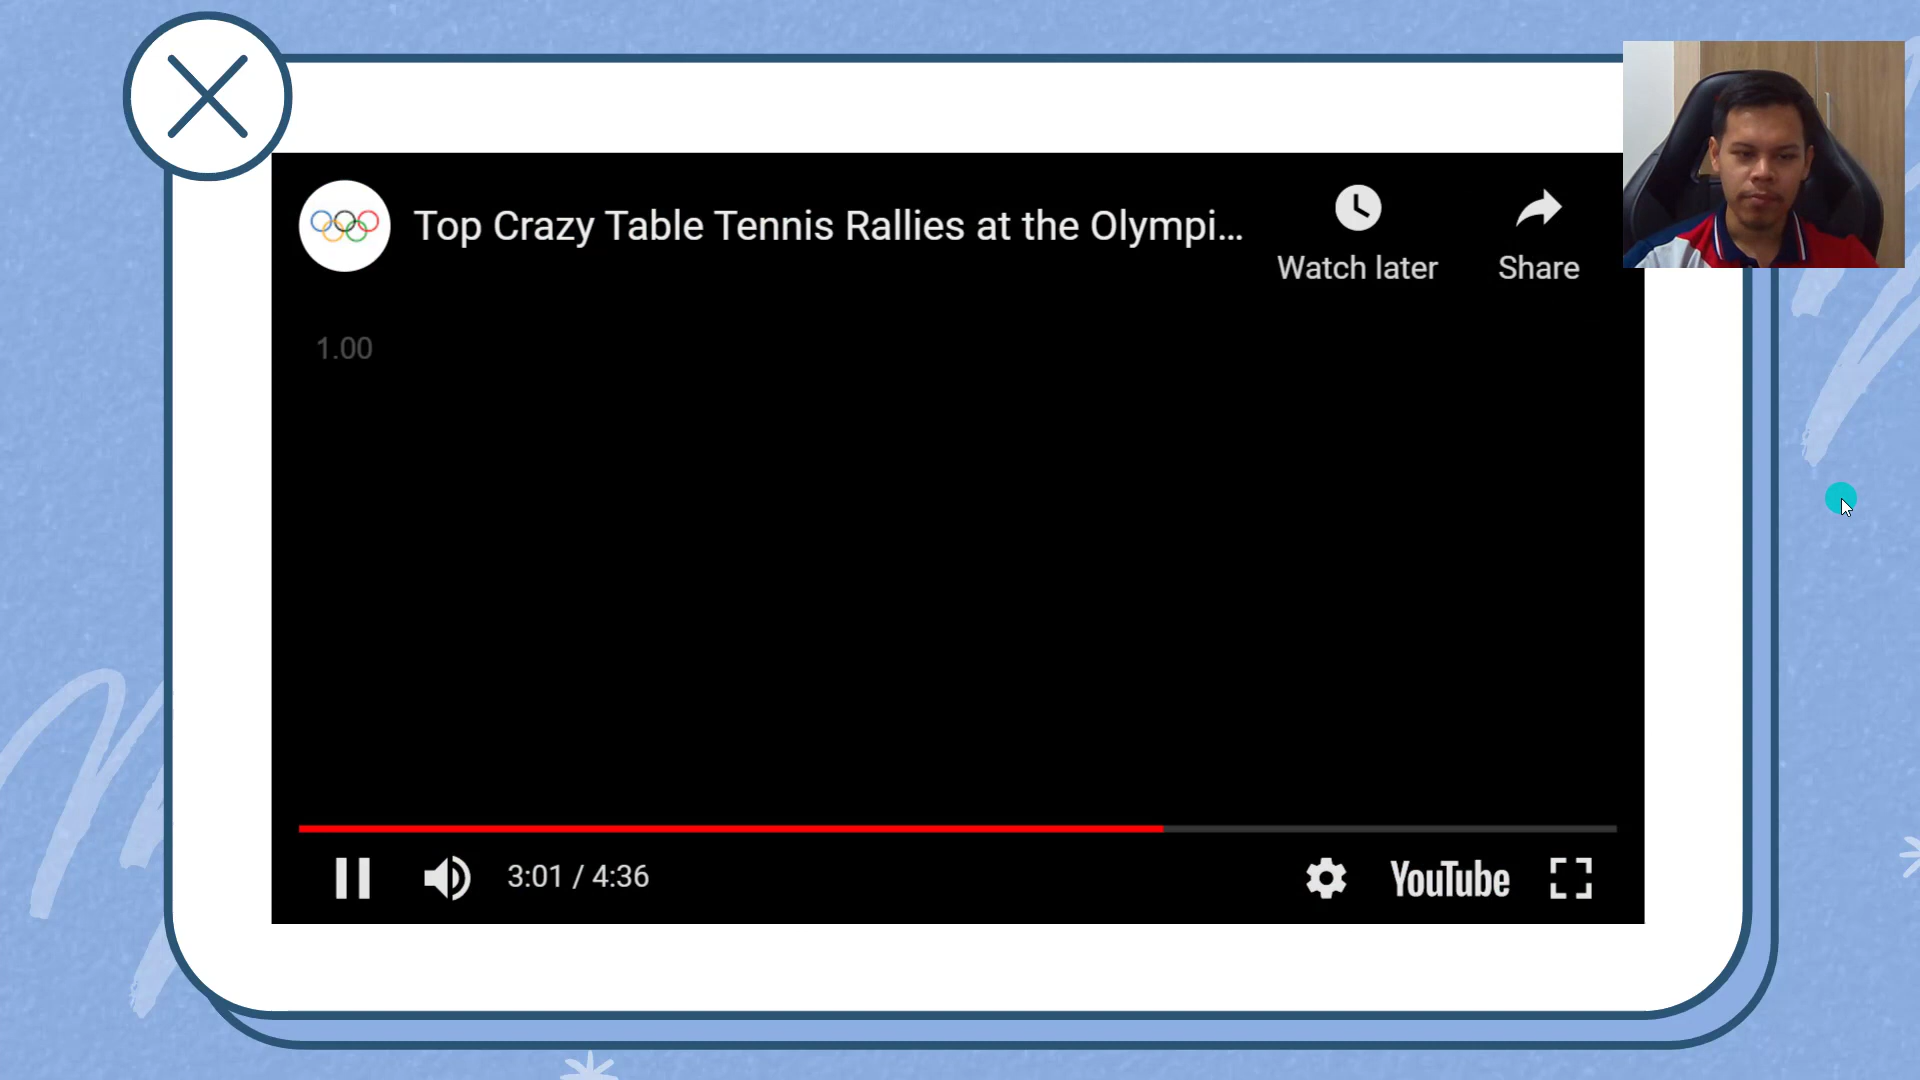 Top Crazy Table Tennis Rallies at the Olympi...
Watch later
Share
1.00
3:01 / 4:36
YouTube